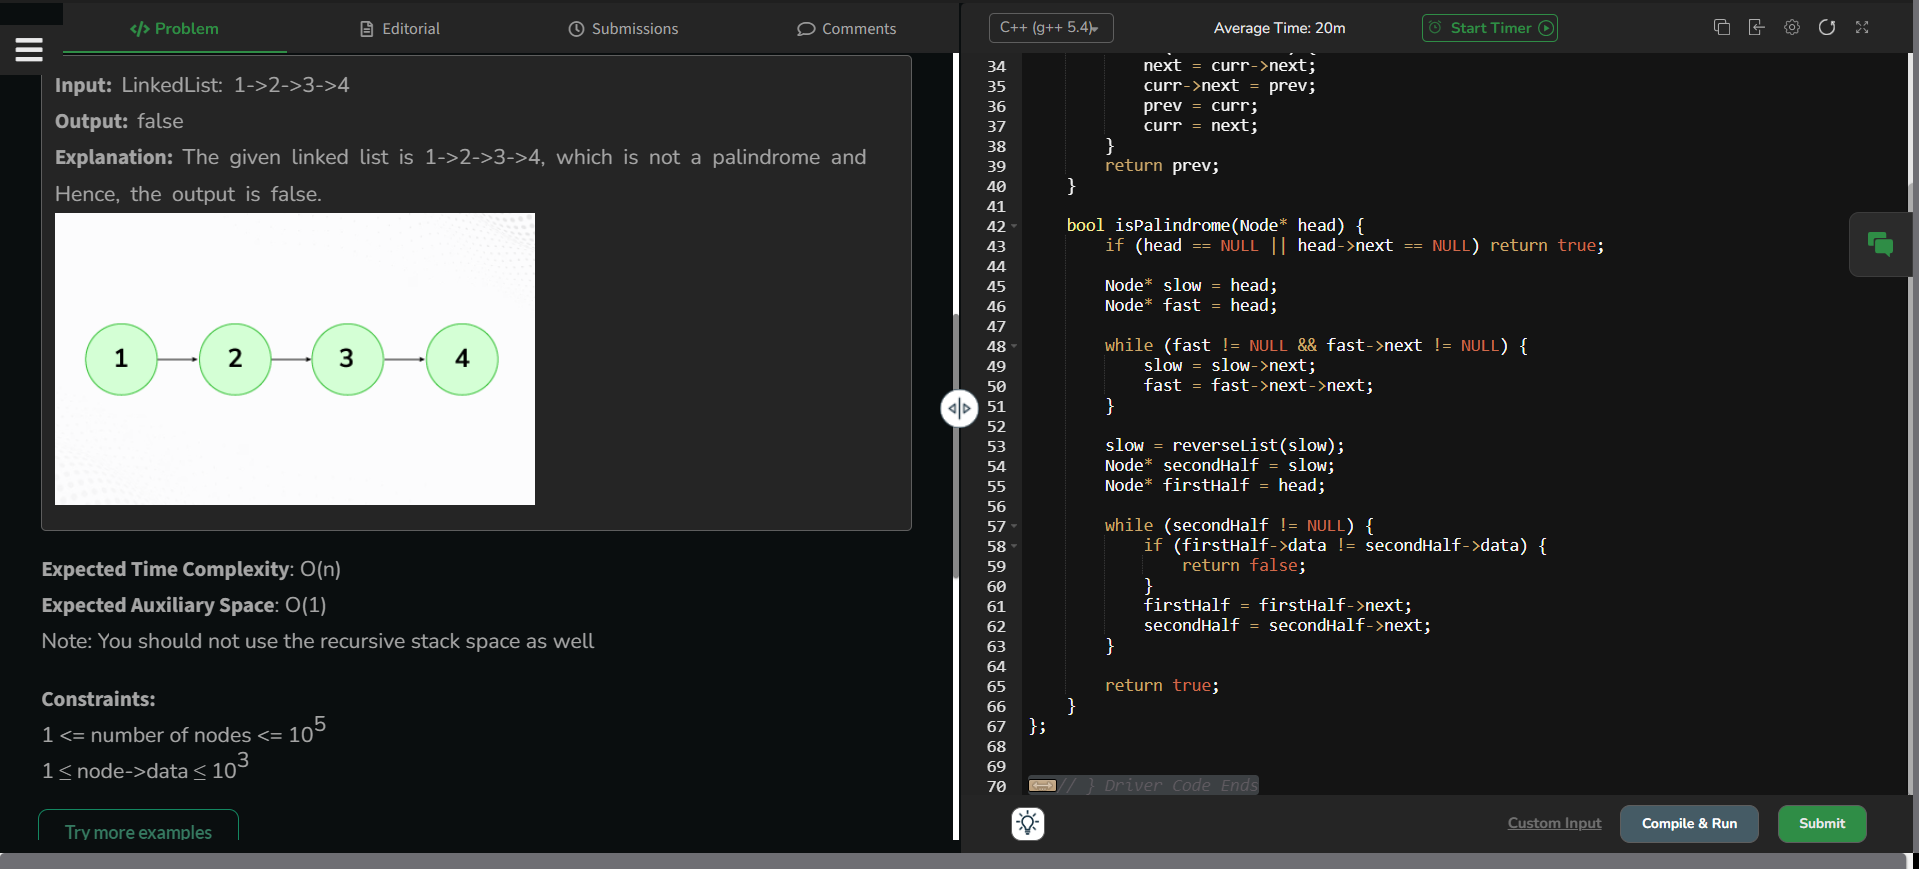 </> Problem
Editorial
Submissions
Comments
Input: LinkedList: 1->2->3->4
Output: false
Explanation: The given linked list is 1->2->3->4, which is not a palindrome and
Hence, the output is false.
1
2
3
4
Expected Time Complexity: O(n)
Expected Auxiliary Space: O(1)
Note: You should not use the recursive stack space as well
Constraints:
1 <= number of nodes <= 10^5
1 ≤ node->data ≤ 10^3
Try more examples
C++ (g++ 5.4)
Average Time: 20m
Start Timer
34 next = curr->next;
35 curr->next = prev;
36 prev = curr;
37 curr = next;
38 }
39 return prev;
40 }
41
42 bool isPalindrome(Node* head) {
43 if (head == NULL || head->next == NULL) return true;
44
45 Node* slow = head;
46 Node* fast = head;
47
48 while (fast != NULL && fast->next != NULL) {
49 slow = slow->next;
50 fast = fast->next->next;
51 }
52
53 slow = reverseList(slow);
54 Node* secondHalf = slow;
55 Node* firstHalf = head;
56
57 while (secondHalf != NULL) {
58 if (firstHalf->data != secondHalf->data) {
59 return false;
60 }
61 firstHalf = firstHalf->next;
62 secondHalf = secondHalf->next;
63 }
64
65 return true;
66 }
67 };
68
69
70 // } Driver Code Ends
Custom Input
Compile & Run
Submit